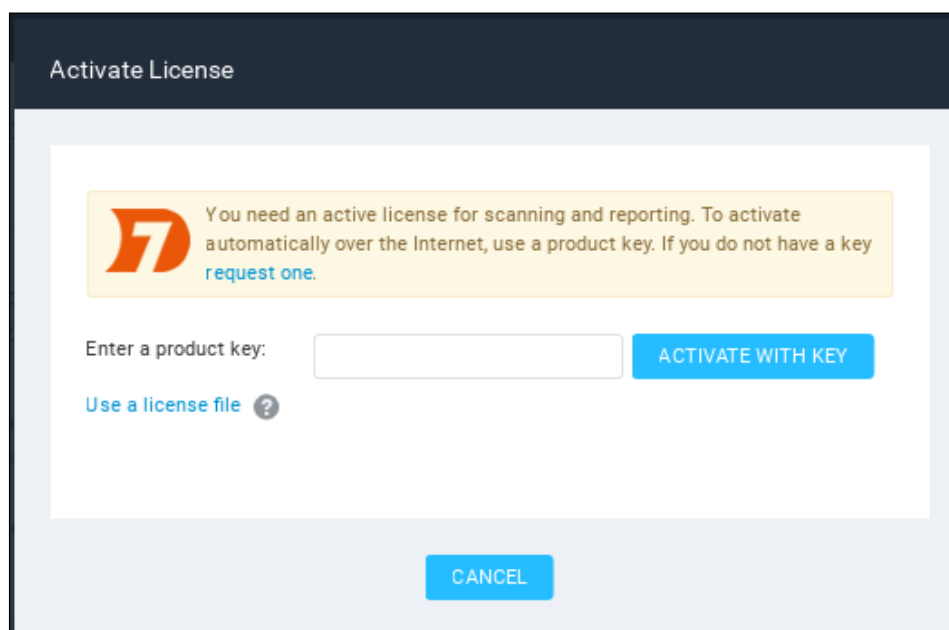 Activate License
You need an active license for scanning and reporting. To activate
automatically over the Internet, use a product key. If you do not have a key
request one.
Enter a product key:
ACTIVATE WITH KEY
Use a license file ?
CANCEL